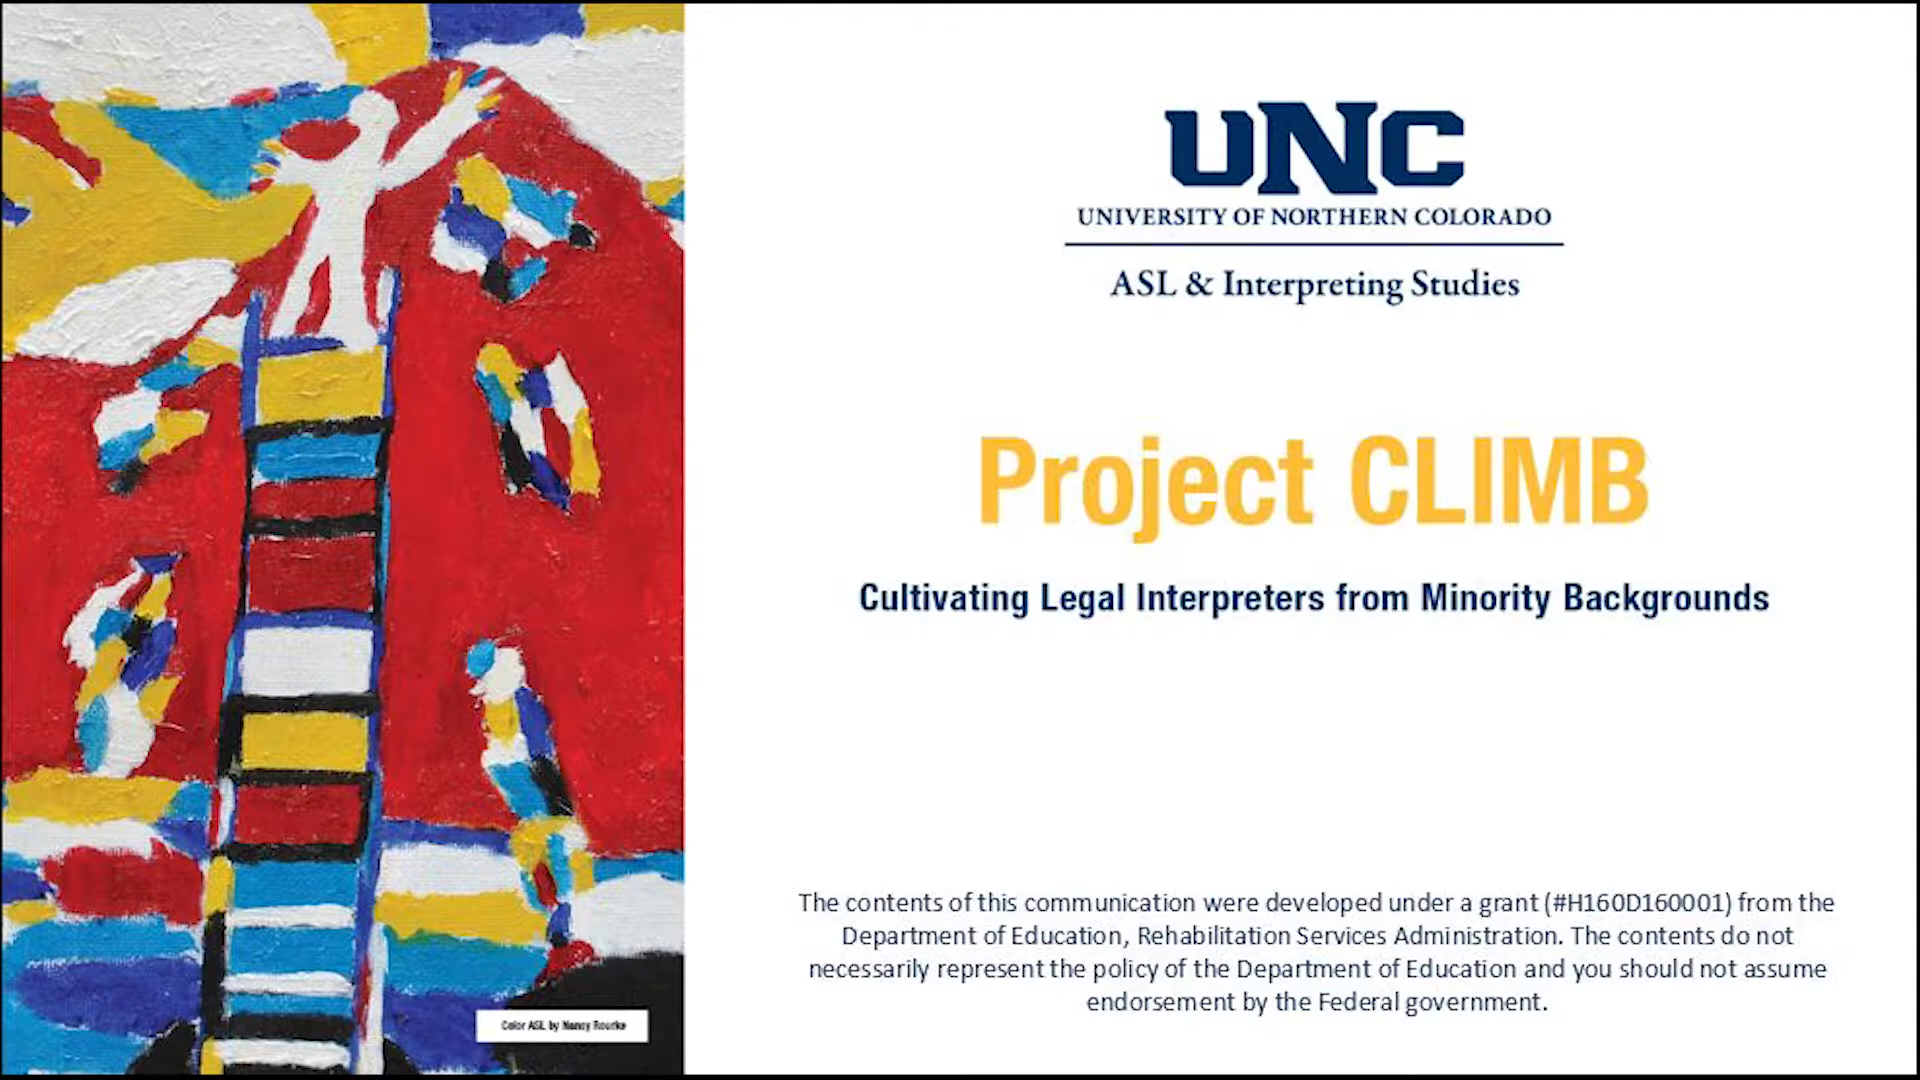 UNC
UNIVERSITY OF NORTHERN COLORADO
ASL & Interpreting Studies
Project CLIMB
Cultivating Legal Interpreters from Minority Backgrounds
The contents of this communication were developed under a grant (#H160D160001) from the
Department of Education, Rehabilitation Services Administration. The contents do not
necessarily represent the policy of the Department of Education and you should not assume
endorsement by the Federal government.
Color ASL by Nancy Rourke